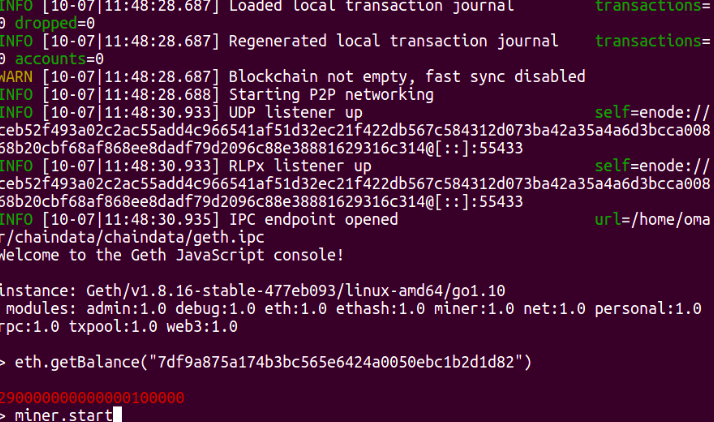 INFO [10-07|11:48:28.687] Loaded local transaction journal transactions=
0 dropped=0
INFO [10-07|11:48:28.687] Regenerated local transaction journal transactions=
0 accounts=0
WARN [10-07|11:48:28.687] Blockchain not empty, fast sync disabled
INFO [10-07|11:48:28.688] Starting P2P networking
INFO [10-07|11:48:30.933] UDP listener up self=enode://
ceb52f493a02c2ac55add4c966541af51d32ec21f422db567c584312d073ba42a35a4a6d3bcca008
68b20cbf68af868ee8dadf79d2096c88e38881629316c314@[::]:55433
INFO [10-07|11:48:30.933] RLPx listener up self=enode://
ceb52f493a02c2ac55add4c966541af51d32ec21f422db567c584312d073ba42a35a4a6d3bcca008
68b20cbf68af868ee8dadf79d2096c88e38881629316c314@[::]:55433
INFO [10-07|11:48:30.935] IPC endpoint opened url=/home/oma
r/chaindata/chaindata/geth.ipc
Welcome to the Geth JavaScript console!
instance: Geth/v1.8.16-stable-477eb093/linux-amd64/go1.10
modules: admin:1.0 debug:1.0 eth:1.0 ethash:1.0 miner:1.0 net:1.0 personal:1.0
rpc:1.0 txpool:1.0 web3:1.0
> eth.getBalance("7df9a875a174b3bc565e6424a0050ebc1b2d1d82")
290000000000000100000
> miner.start